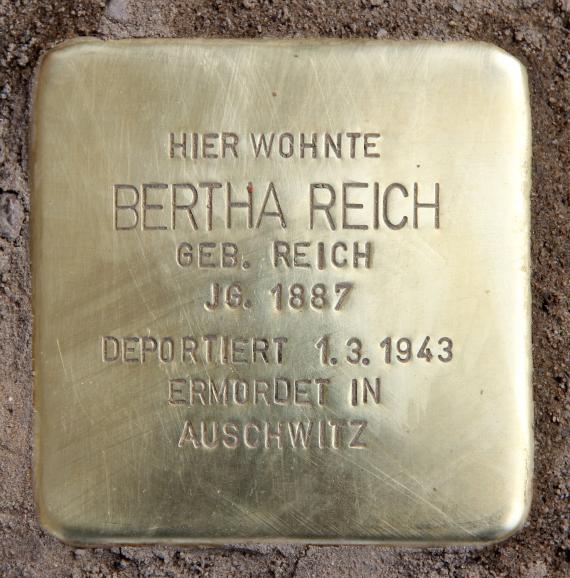 HIER WOHNTE
BERTHA REICH
GEB. REICH
JG. 1887
DEPORTIERT 1.3.1943
ERMORDET IN
AUSCHWITZ